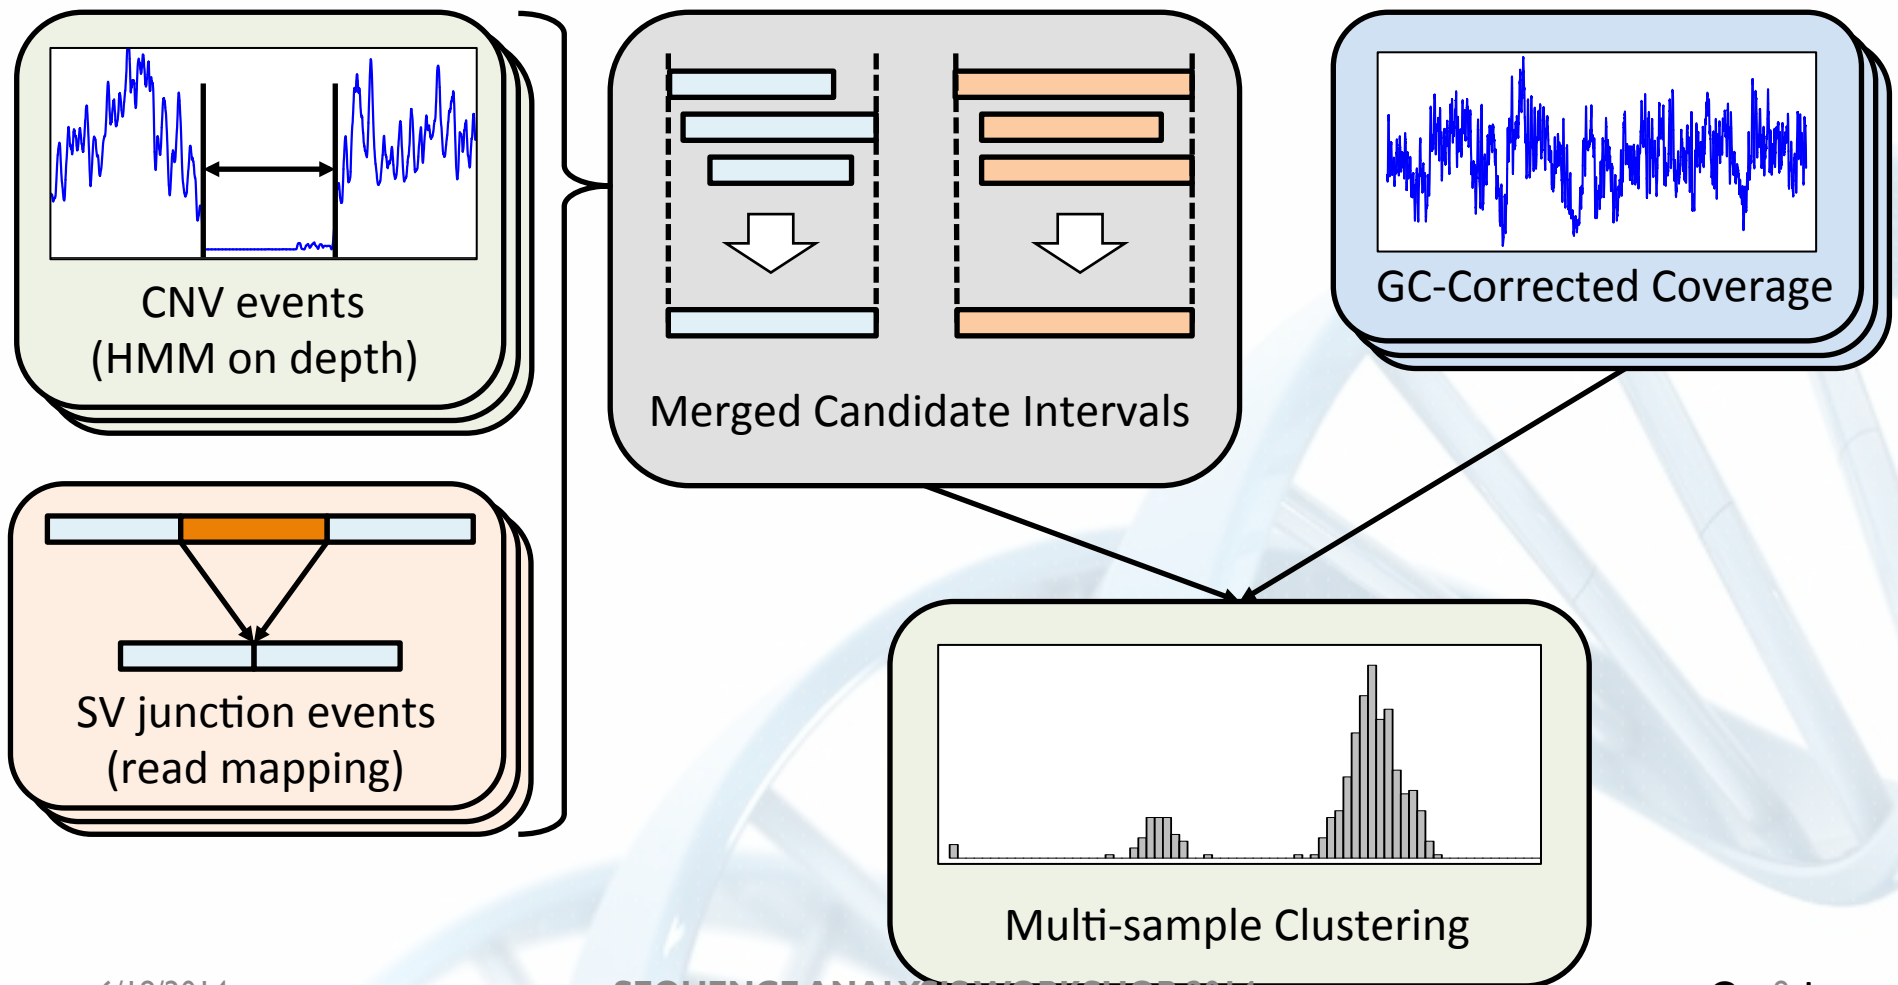 CNV events
(HMM on depth)
Merged Candidate Intervals
GC-Corrected Coverage
SV junction events
(read mapping)
Multi-sample Clustering